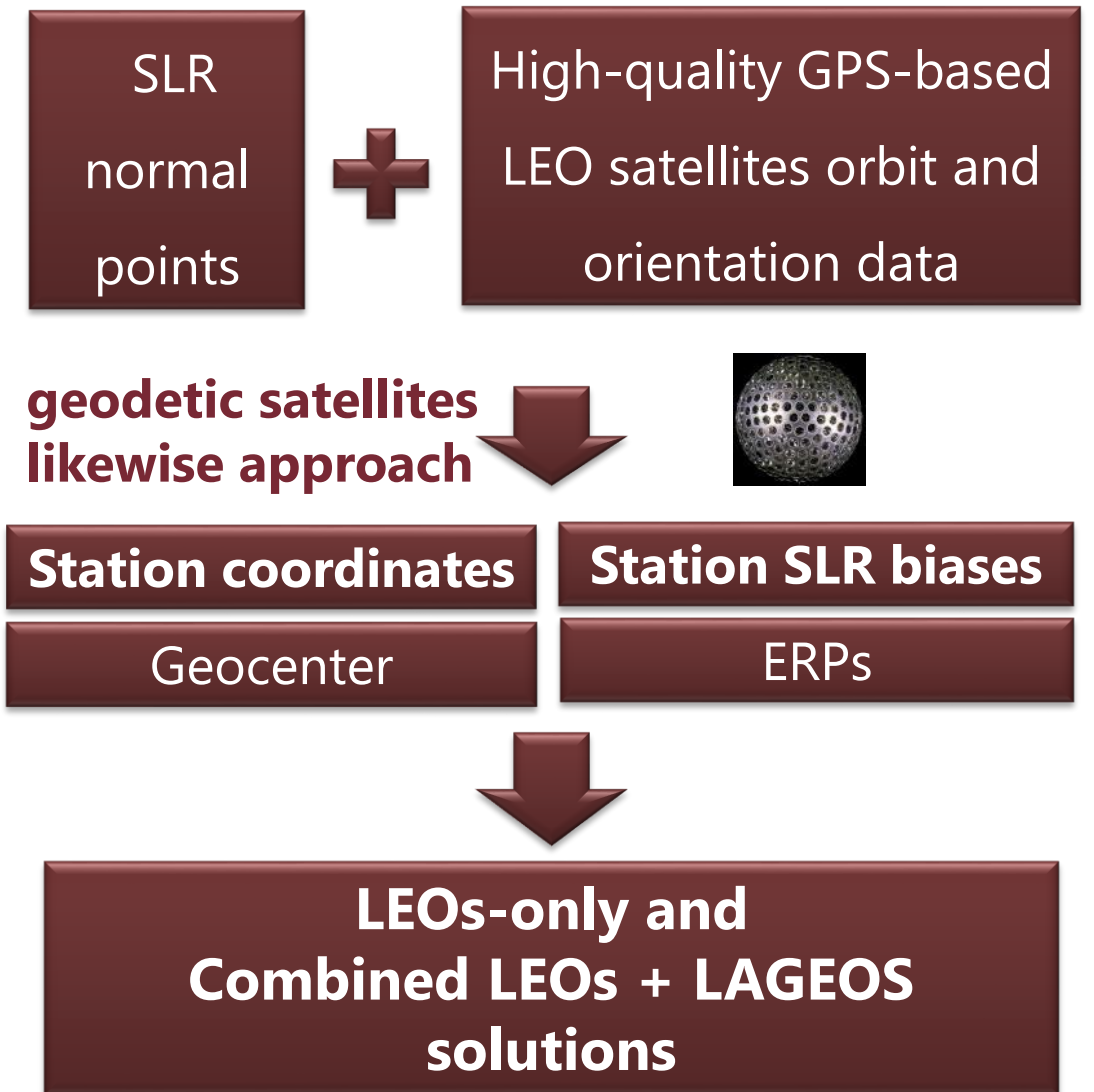 SLR
normal
points
High-quality GPS-based
LEO satellites orbit and
orientation data
geodetic satellites
likewise approach
Station coordinates
Station SLR biases
Geocenter
ERPs
LEOs-only and
Combined LEOs + LAGEOS
solutions